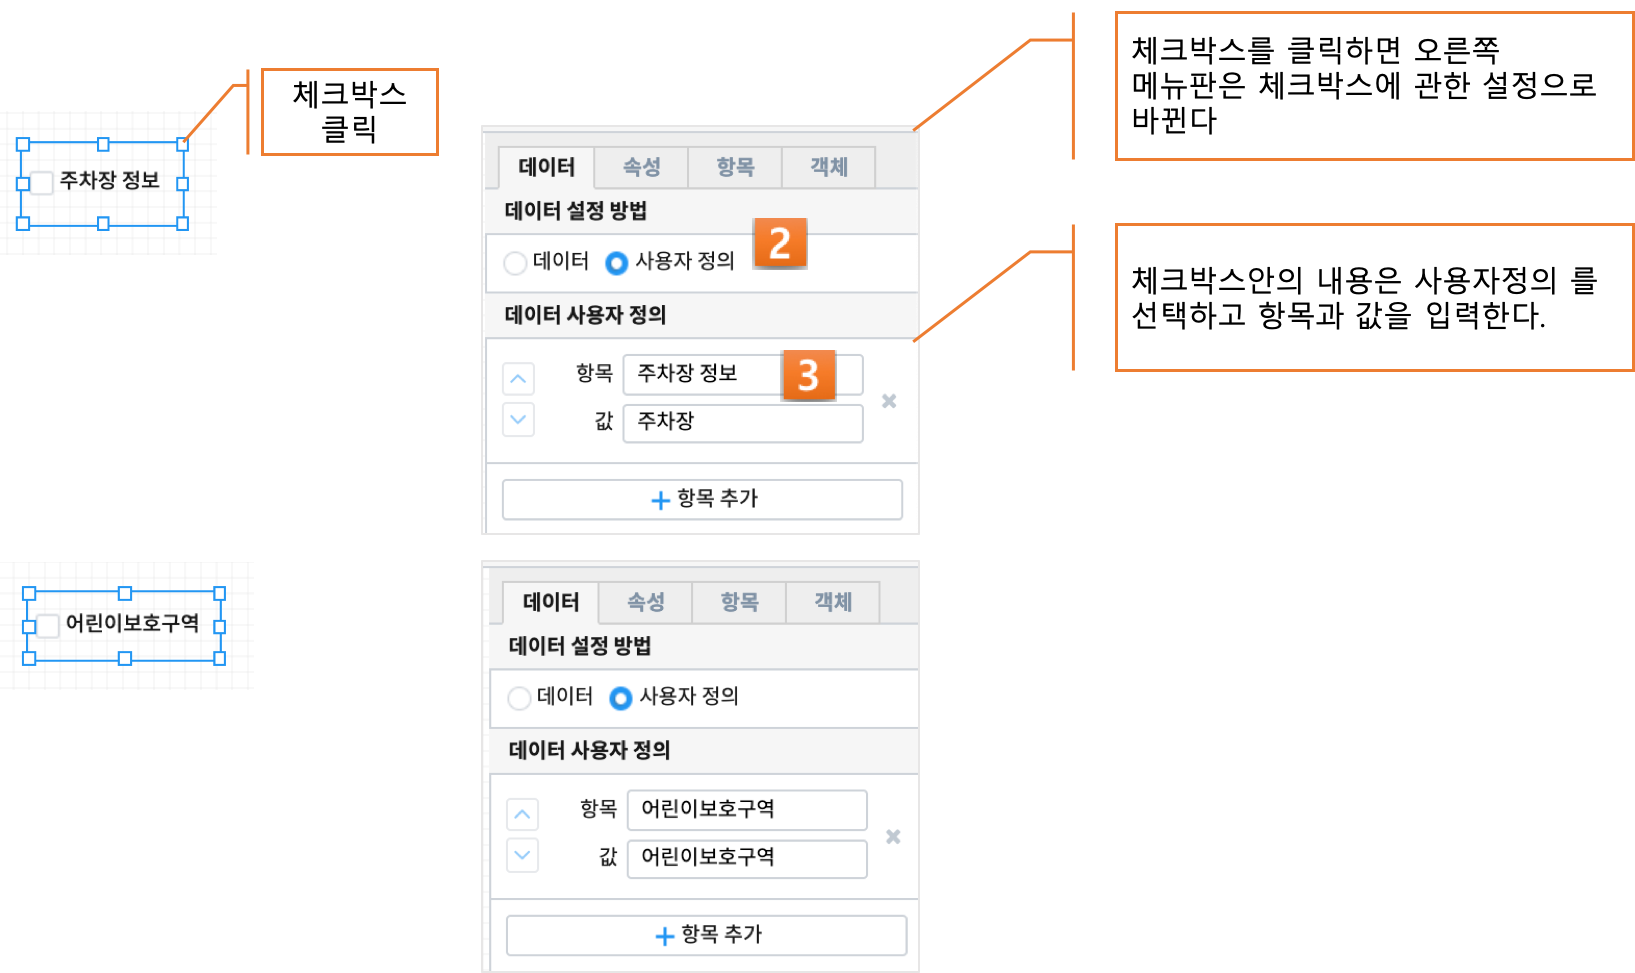 체크박스
클릭
체크박스를 클릭하면 오른쪽
메뉴판은 체크박스에 관한 설정으로
바뀐다
주차장 정보
데이터 속성 항목 객체
데이터 설정 방법
데이터 사용자 정의
2
데이터 사용자 정의
체크박스안의 내용은 사용자정의 를
선택하고 항목과 값을 입력한다.
항목 주차장 정보
3
값 주차장
+ 항목 추가
어린이보호구역
데이터 속성 항목 객체
데이터 설정 방법
데이터 사용자 정의
데이터 사용자 정의
항목 어린이보호구역
값 어린이보호구역
+ 항목 추가